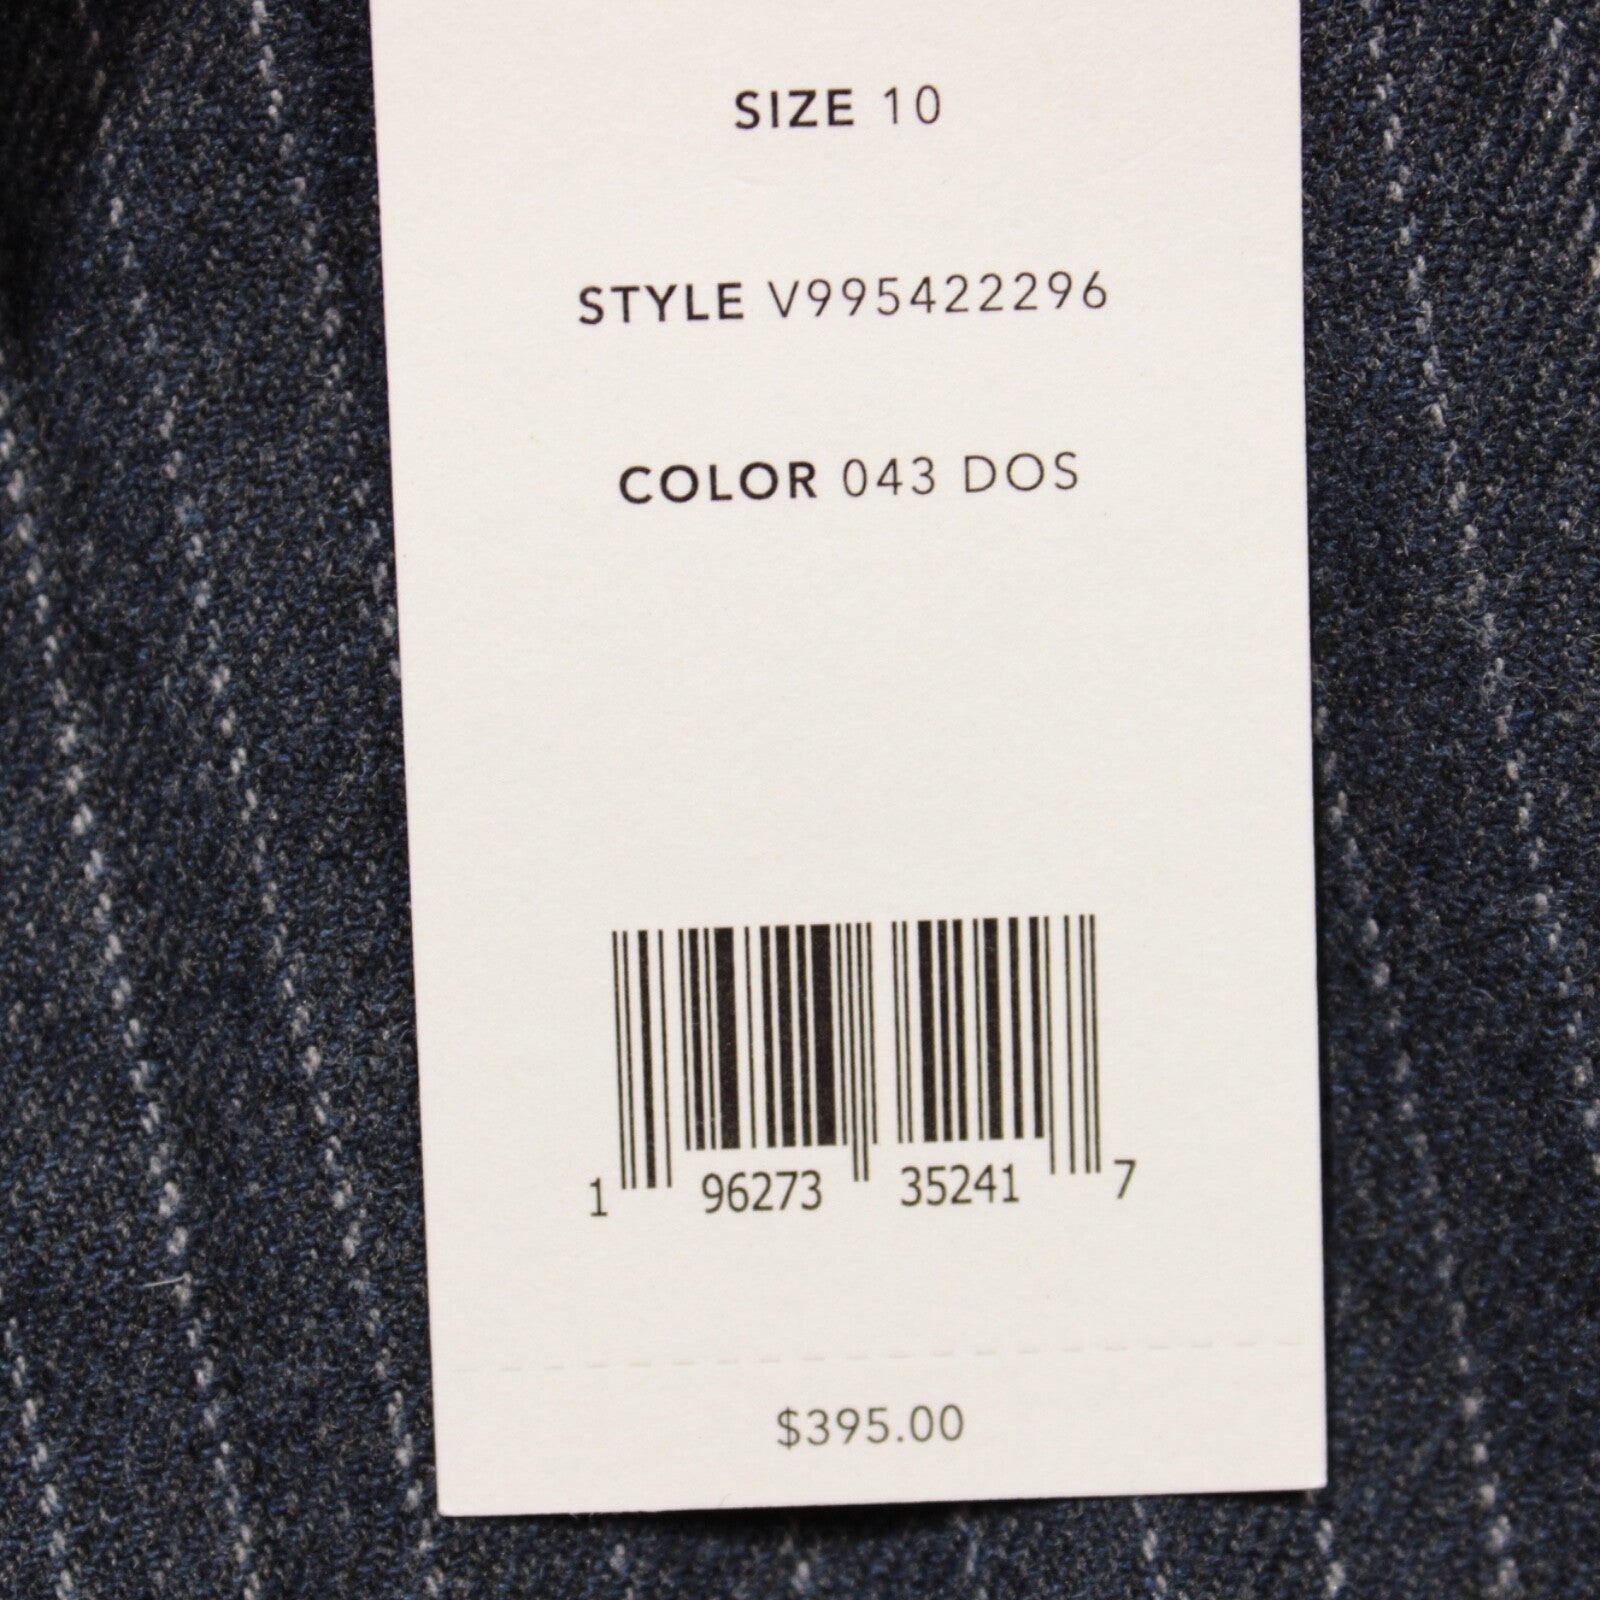 SIZE 10
STYLE V995422296
COLOR 043 DOS
1 96273 35241 7
$395.00